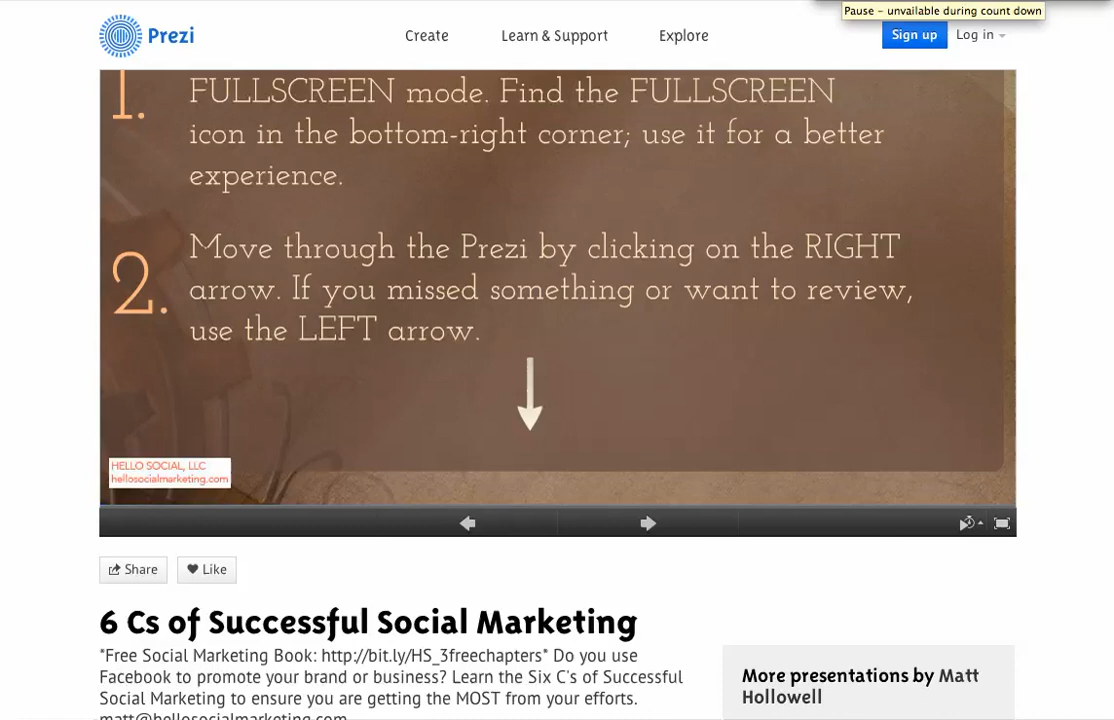 Pause – unavailable during count down
Prezi
Create
Learn & Support
Explore
Sign up
Log in
1.
FULLSCREEN mode. Find the FULLSCREEN
icon in the bottom-right corner; use it for a better
experience.
2.
Move through the Prezi by clicking on the RIGHT
arrow. If you missed something or want to review,
use the LEFT arrow.
HELLO SOCIAL, LLC
hellosocialmarketing.com
Share
Like
6 Cs of Successful Social Marketing
*Free Social Marketing Book: http://bit.ly/HS_3freechapters* Do you use
Facebook to promote your brand or business? Learn the Six C's of Successful
Social Marketing to ensure you are getting the MOST from your efforts.
matt@hellosocialmarketing.com
More presentations by Matt
Hollowell